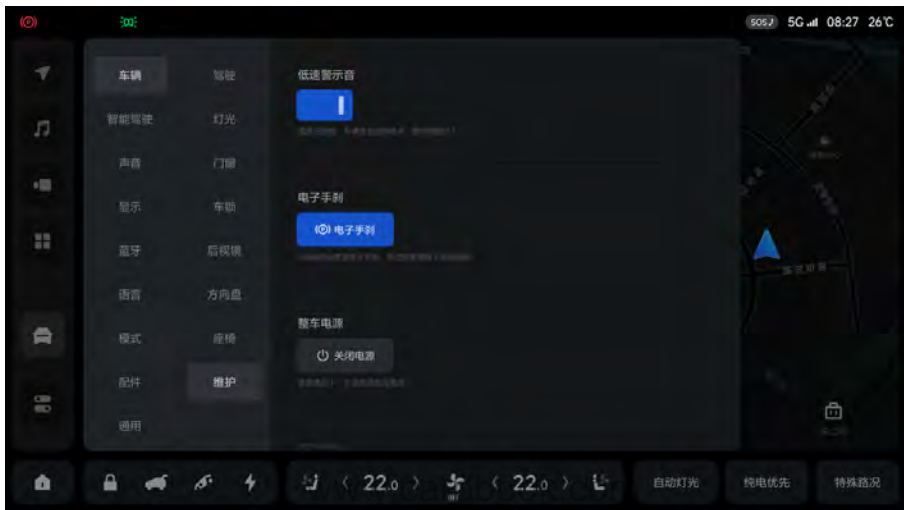 SOS
5G
08:27
26℃
车辆
智能驾驶
声音
显示
蓝牙
语言
模式
配件
通用
驾驶
灯光
门窗
车锁
后视镜
方向盘
座椅
维护
低速警示音
电子手刹
(P) 电子手刹
整车电源
关闭电源
22.0
OFF
22.0
自动灯光
纯电优先
特殊路况